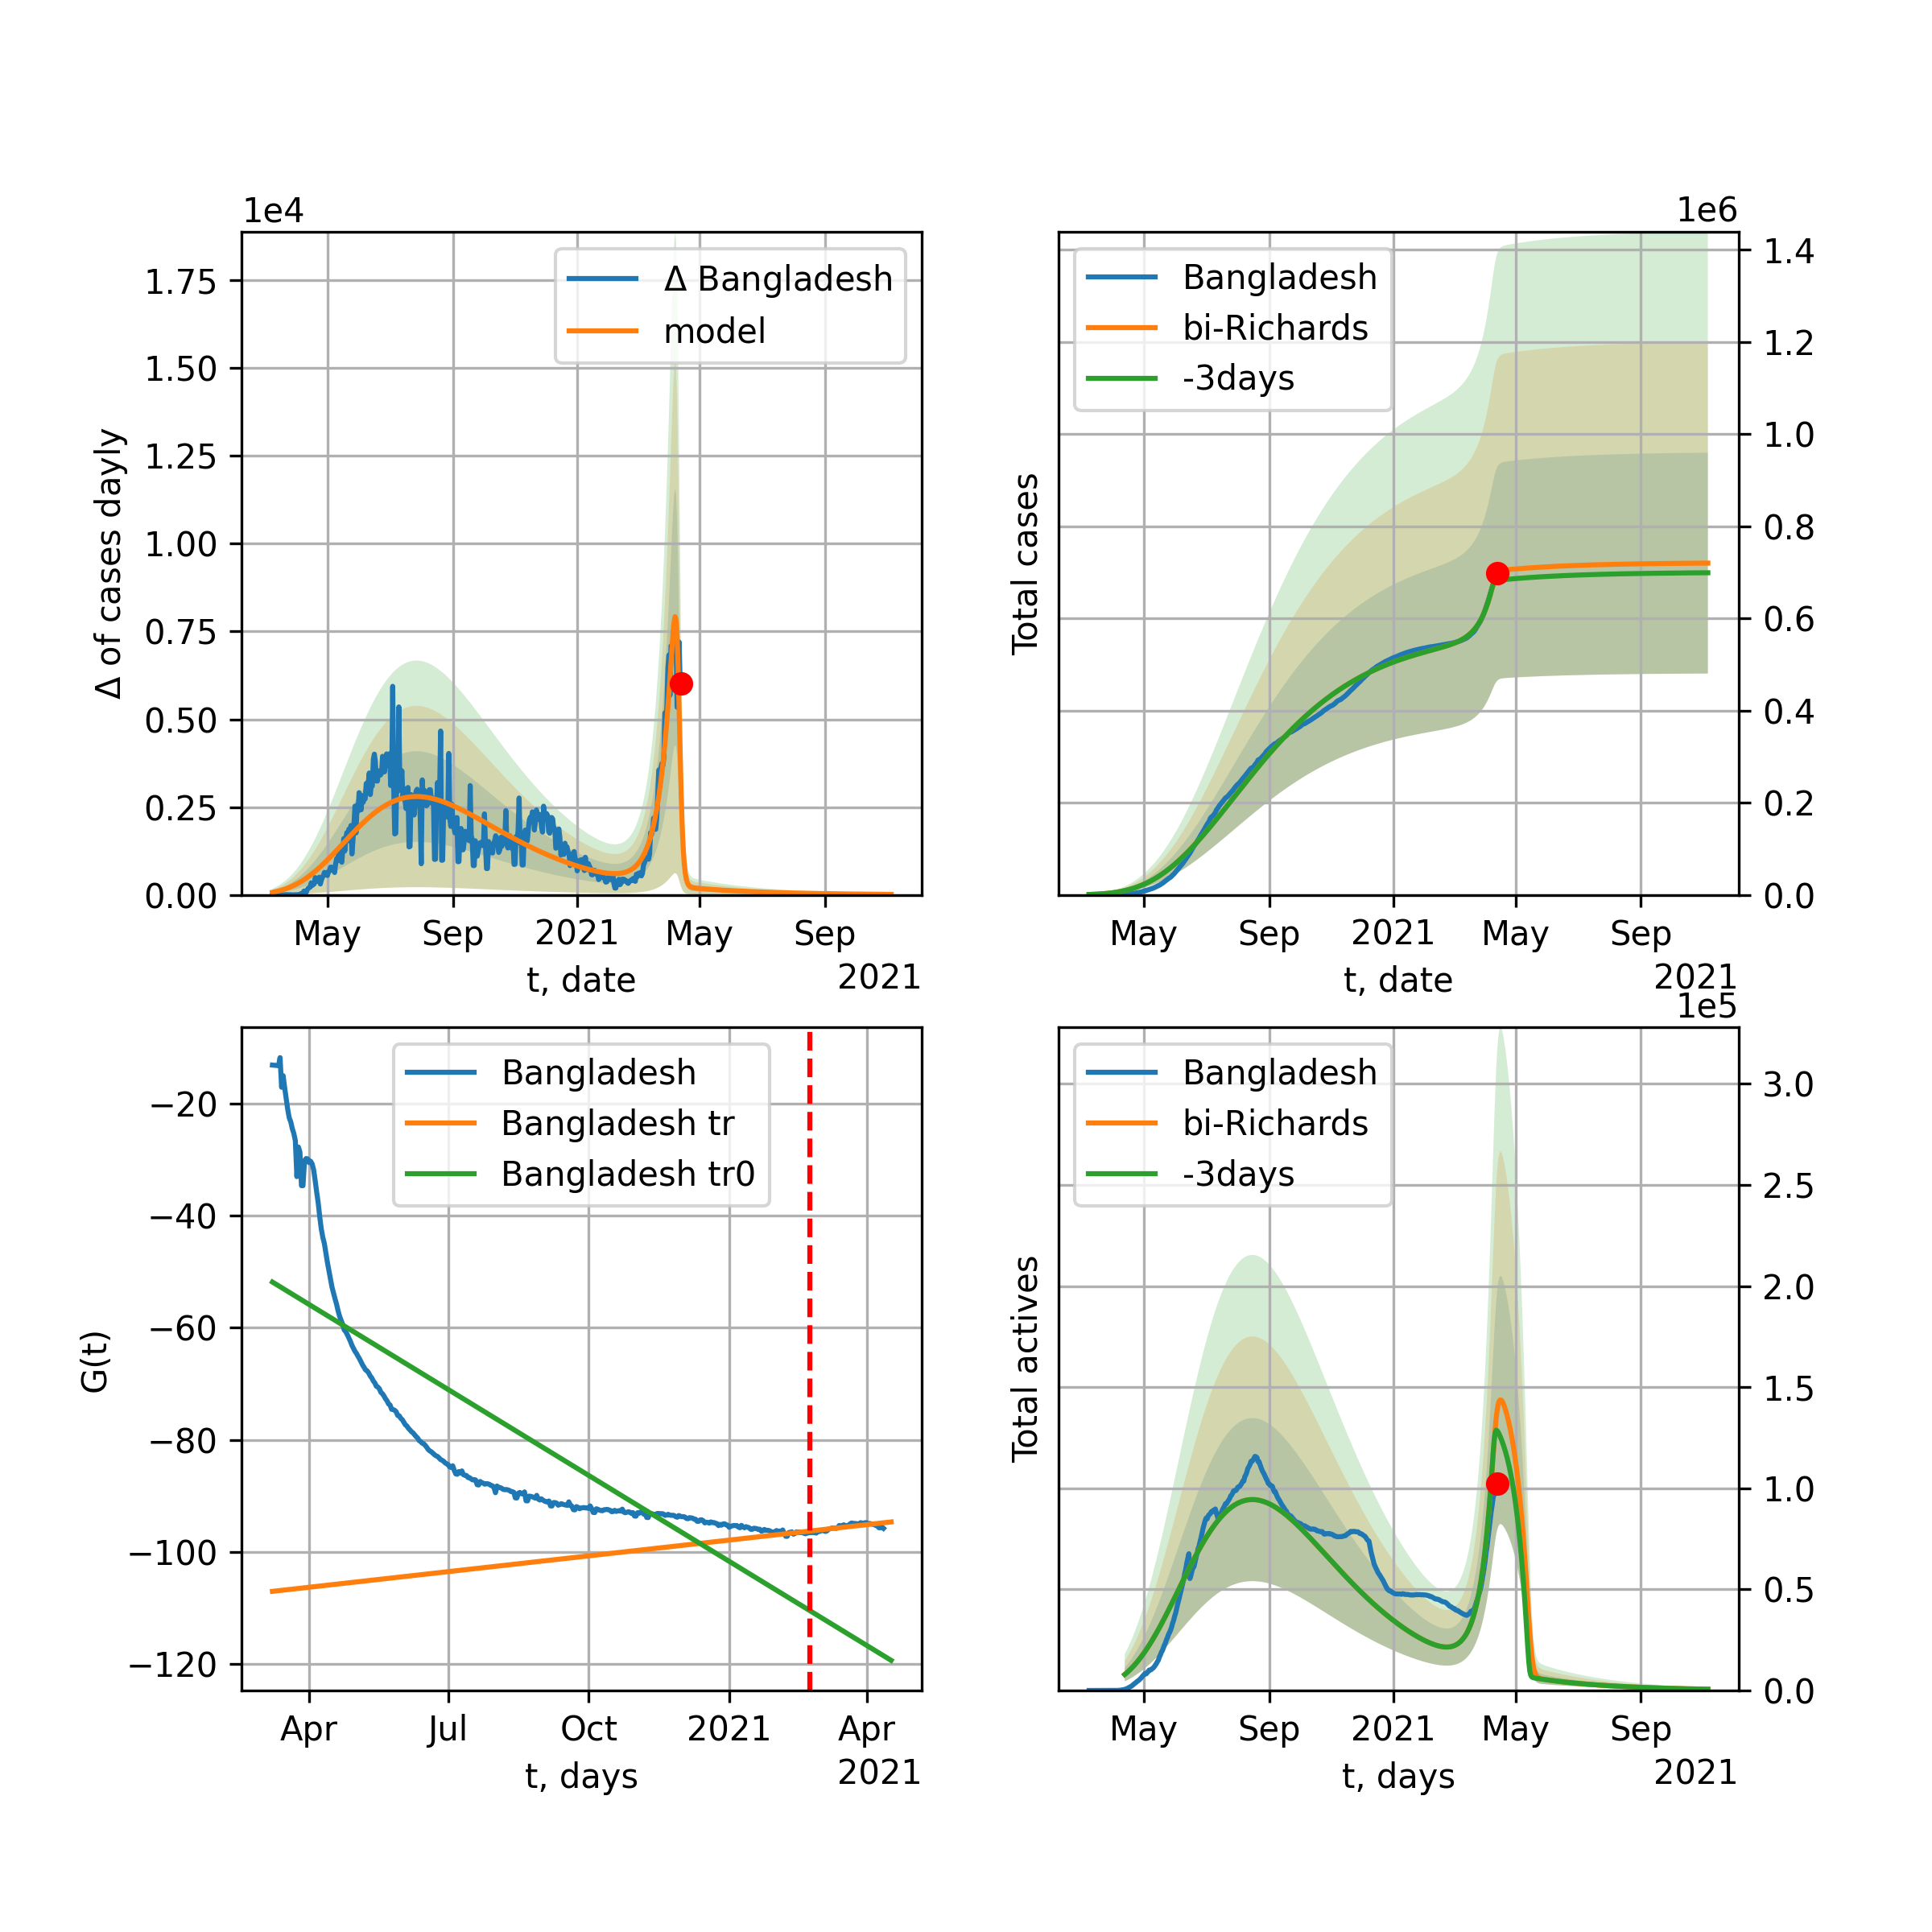 1e4
1.75
1.50
1.25
1.00
0.75
0.50
0.25
0.00
Δ of cases dayly
Δ Bangladesh
model
May Sep 2021 May Sep
t, date
2021
1e6
1.4
1.2
1.0
0.8
0.6
0.4
0.2
0.0
Total cases
Bangladesh
bi-Richards
-3days
May Sep 2021 May Sep
t, date
2021
−20
−40
−60
−80
−100
−120
G(t)
Bangladesh
Bangladesh tr
Bangladesh tr0
Apr Jul Oct 2021 Apr
t, days
2021
1e5
3.0
2.5
2.0
1.5
1.0
0.5
0.0
Total actives
Bangladesh
bi-Richards
-3days
May Sep 2021 May Sep
t, days
2021